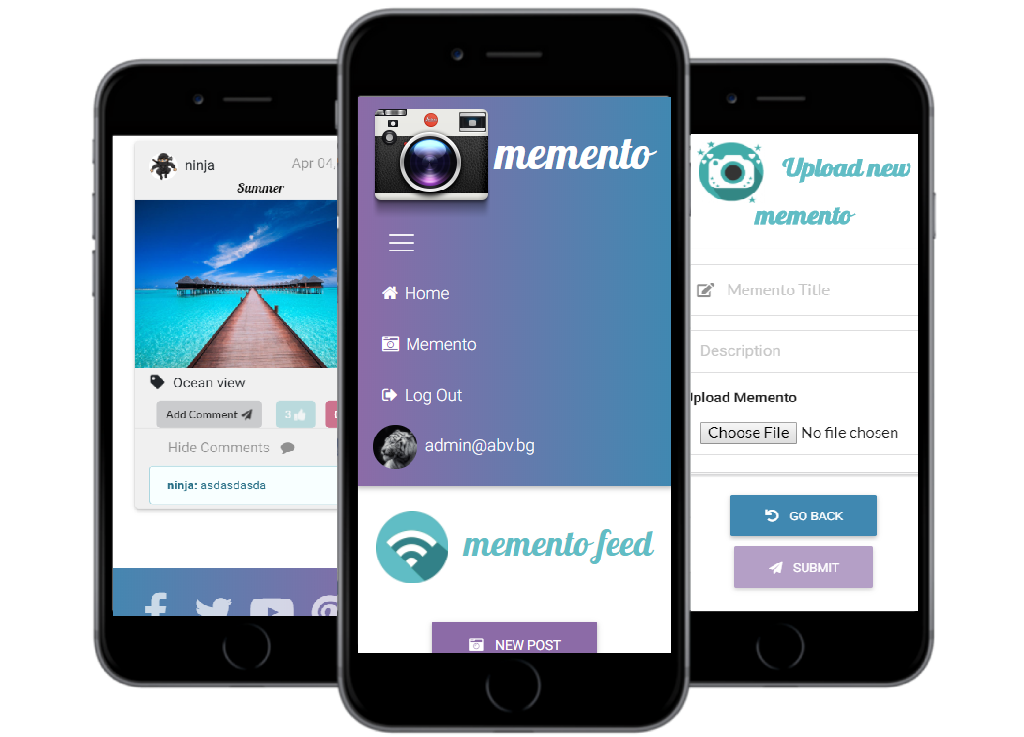 ninja
Apr 04,
Summer
Ocean view
Add Comment
3
Hide Comments
ninja: asdasdasda
memento
Home
Memento
Log Out
admin@abv.bg
memento feed
NEW POST
Upload new
memento
Memento Title
Description
Upload Memento
Choose File No file chosen
GO BACK
SUBMIT